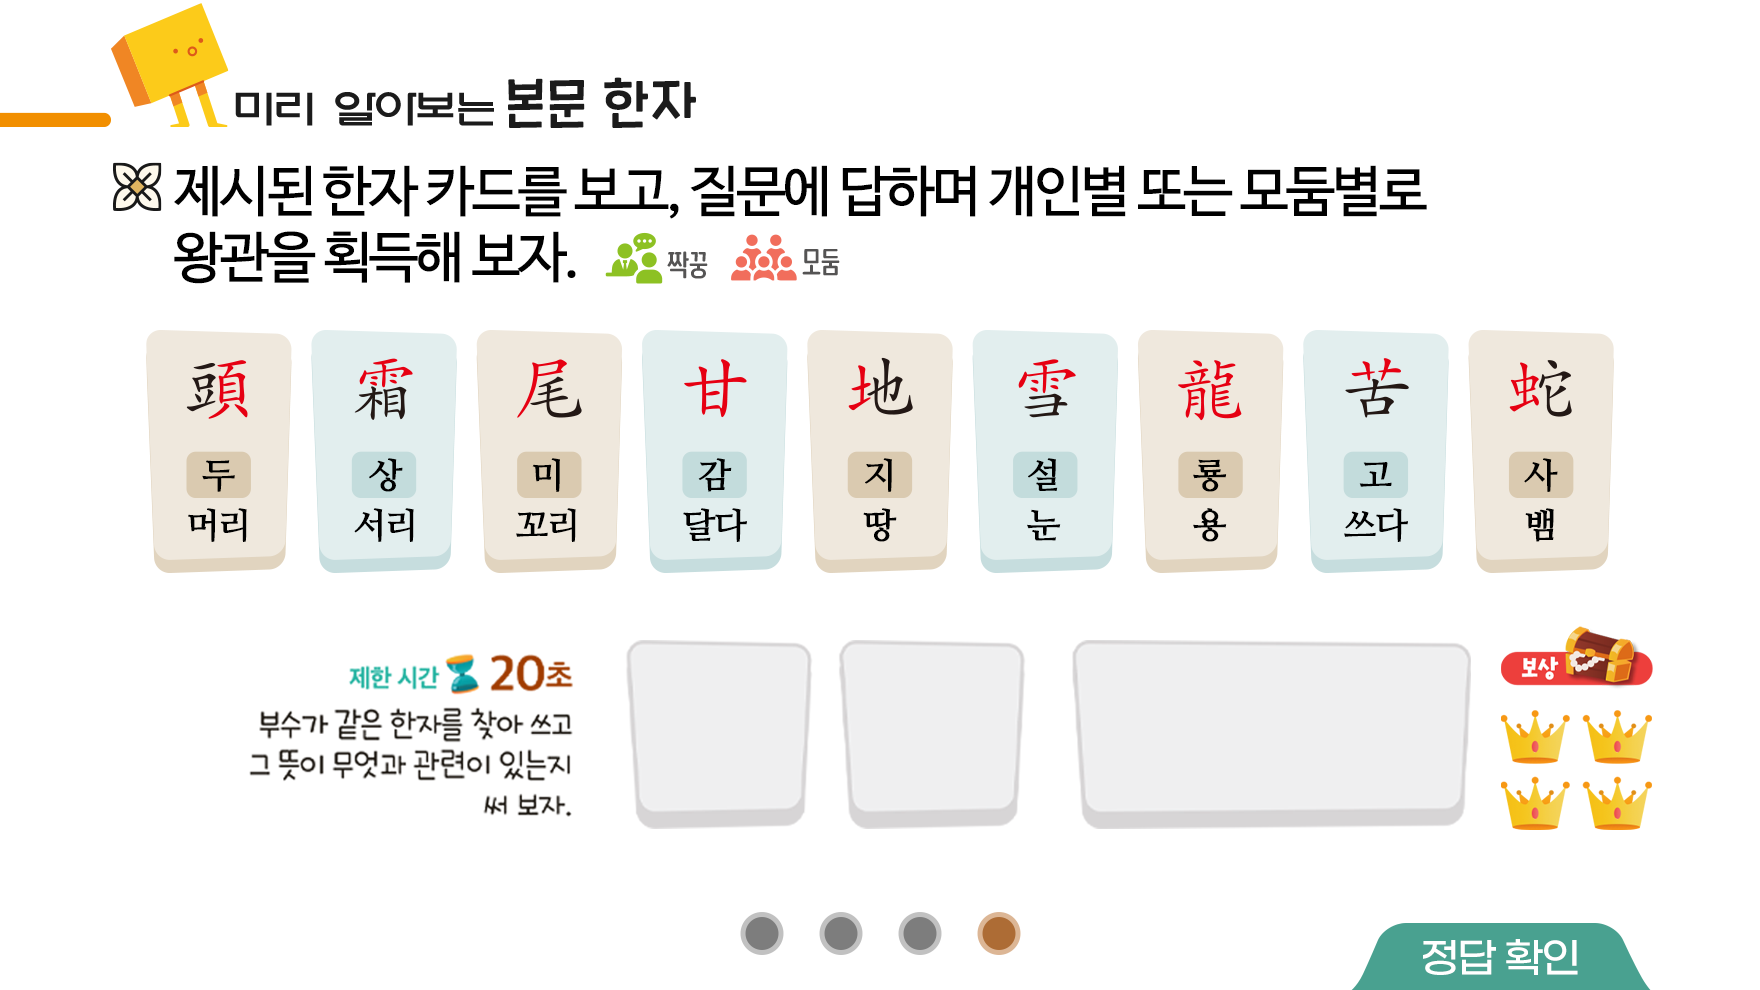 미리 알아보는 본문 한자
제시된 한자 카드를 보고, 질문에 답하며 개인별 또는 모둠별로
왕관을 획득해 보자. 짝꿍 모둠
頭 霜 尾 甘 地 雪 龍 苦 蛇
두 상 미 감 지 설 룡 고 사
머리 서리 꼬리 달다 땅 눈 용 쓰다 뱀
제한 시간 20초
보상
부수가 같은 한자를 찾아 쓰고
그 뜻이 무엇과 관련이 있는지
써 보자.
정답 확인